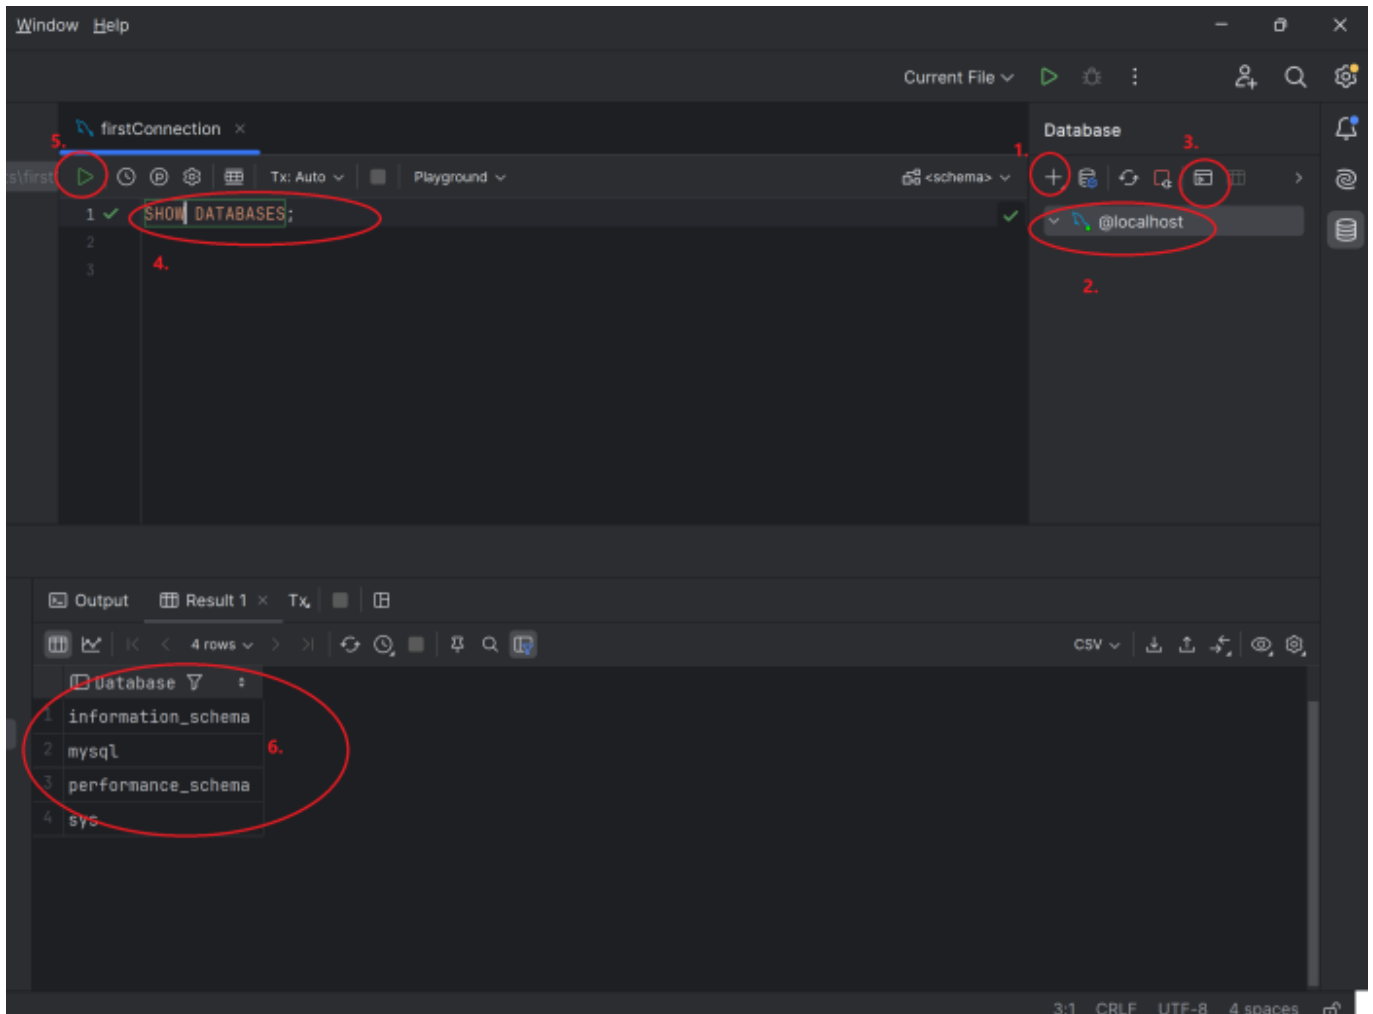 Window Help
Current File
firstConnection
Database
5.
1.
3.
Tx: Auto
Playground
<schema>
1 SHOW DATABASES;
@localhost
2
3
4.
2.
Output Result 1 Tx
4 rows
CSV
Database
1 information_schema
2 mysql
6.
3 performance_schema
4 sys
3:1 CRLF UTF-8 4 spaces